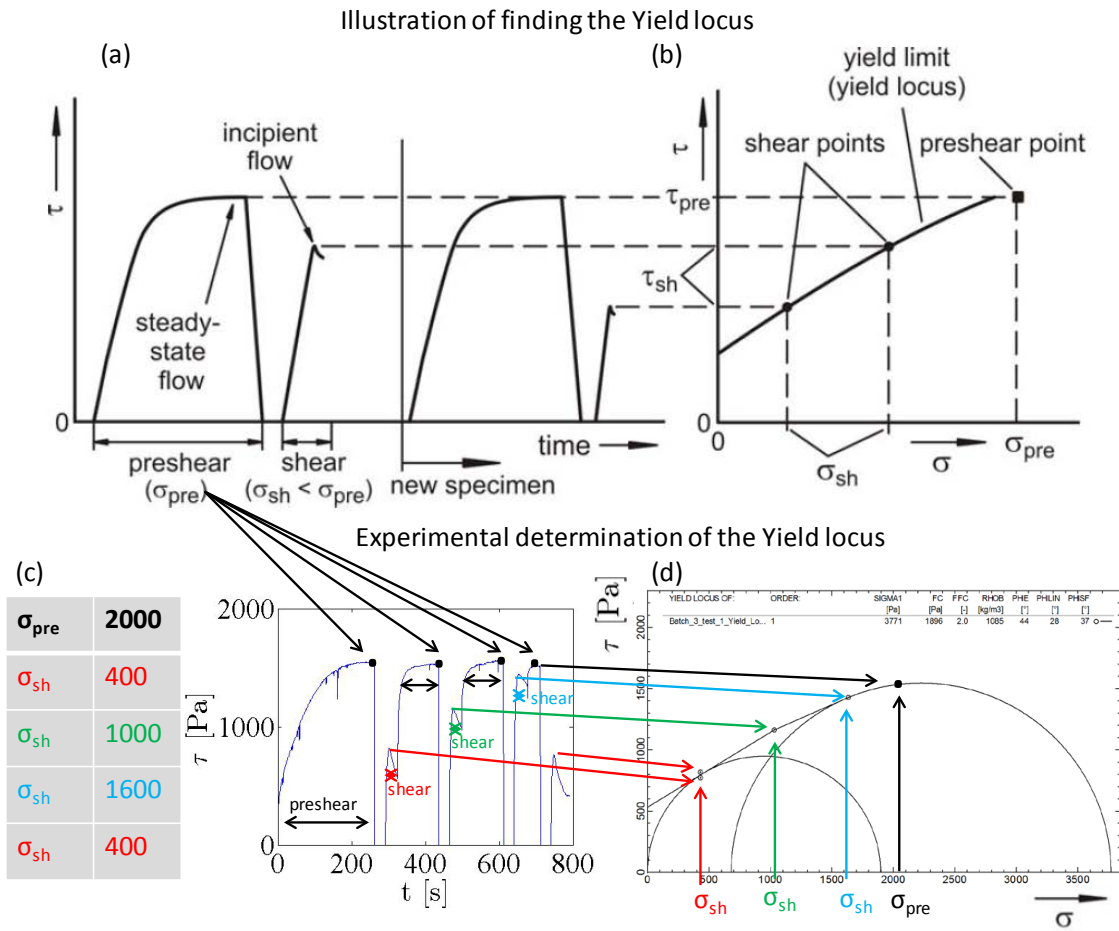 Illustration of finding the Yield locus
(a)
τ
0
incipient
flow
steady-
state
flow
preshear
(σpre)
shear
(σsh < σpre)
new specimen
time
(b)
yield limit
(yield locus)
shear points
preshear point
τ
τpre
τsh
0
0
σsh
σ
σpre
Experimental determination of the Yield locus
(c)
σpre 2000
σsh 400
σsh 1000
σsh 1600
σsh 400
τ [Pa]
2000
1000
0
preshear
shear
shear
shear
0 200 400 600 800
t [s]
(d)
τ [Pa]
YIELD LOCUS OF: ORDER: SIGMA1 FC FFC RHOB PHE PHILIN PHISF
[Pa] [Pa] [-] [kg/m3] [°] [°] [°]
Batch_3_test_1_Yield_Lo... 1 3771 1896 2.0 1085 44 28 37
2000
1500
1000
500
0
0 500 1000 1500 2000 2500 3000 3500
σsh
σsh
σsh
σpre
σ